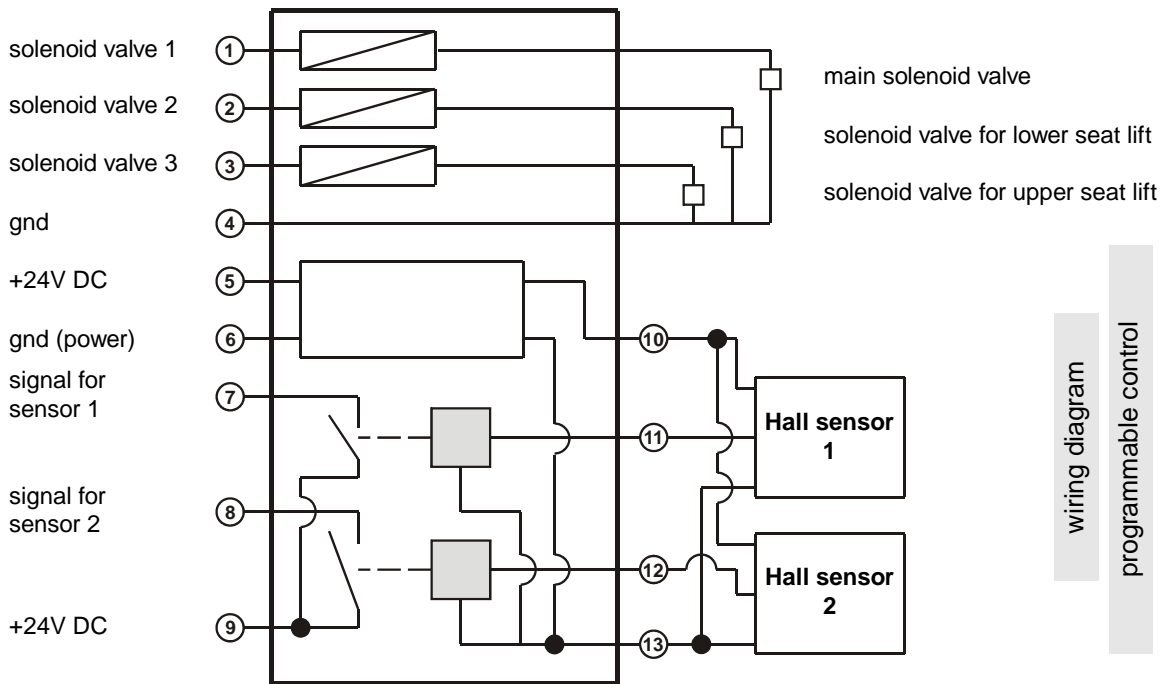 solenoid valve 1
1
main solenoid valve
solenoid valve 2
2
solenoid valve for lower seat lift
solenoid valve 3
3
solenoid valve for upper seat lift
gnd
4
+24V DC
5
gnd (power)
6
10
signal for
sensor 1
7
11
Hall sensor
1
signal for
sensor 2
8
12
Hall sensor
2
+24V DC
9
13
wiring diagram
programmable control